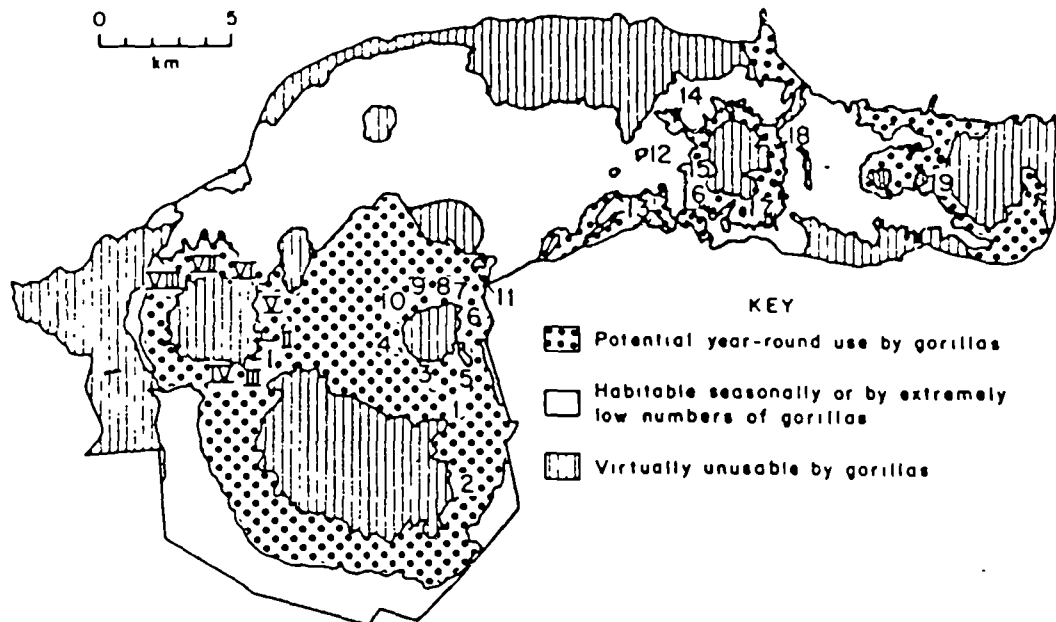 0 5
km
14
18
12
15
19
16
17
13
VII
VIII
VI
9 8 7
10
11
V
6
4
II
I
3
5
IV
III
1
2
KEY
Potential year-round use by gorillas
Habitable seasonally or by extremely
low numbers of gorillas
Virtually unusable by gorillas